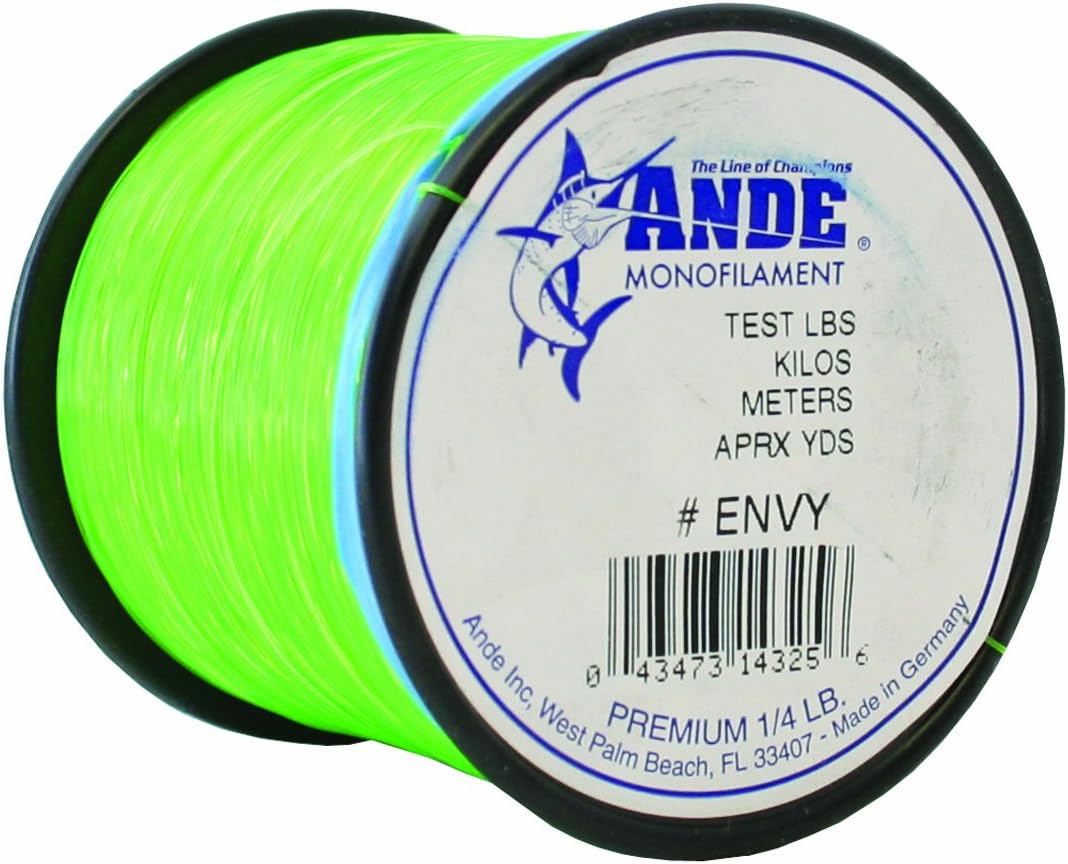 The Line of Champions
ANDE ®
MONOFILAMENT
TEST LBS
KILOS
METERS
APRX YDS
# ENVY
0 43473 14325 6
PREMIUM 1/4 LB.
Ande Inc, West Palm Beach, FL 33407 - Made in Germany